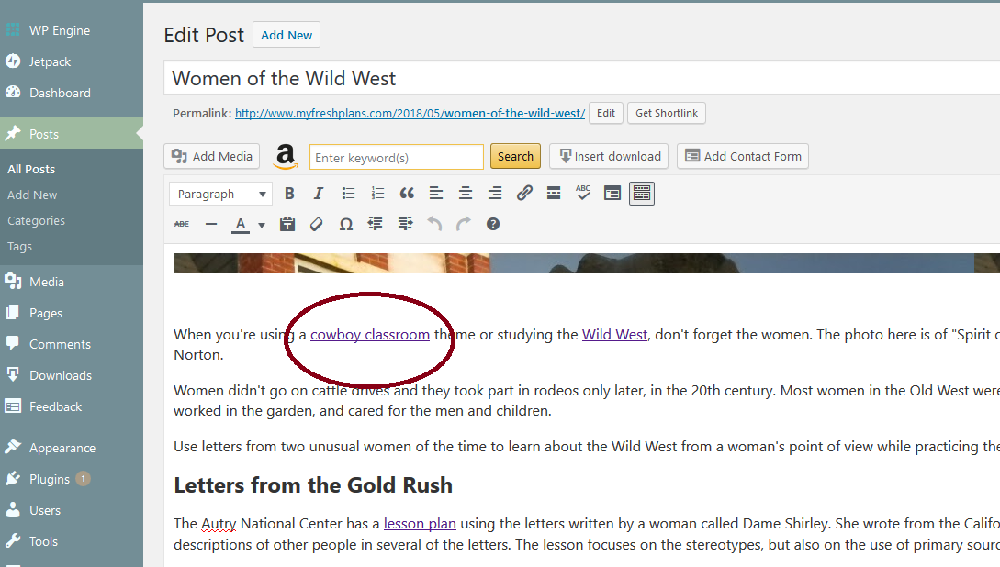 WP Engine
Jetpack
Dashboard
Posts
All Posts
Add New
Categories
Tags
Media
Pages
Comments
Downloads
Feedback
Appearance
Plugins 1
Users
Tools
Edit Post Add New
Women of the Wild West
Permalink: http://www.myfreshplans.com/2018/05/women-of-the-wild-west/ Edit Get Shortlink
Add Media a Enter keyword(s) Search Insert download Add Contact Form
Paragraph B I ABC
ABC A Ω ?
When you're using a cowboy classroom theme or studying the Wild West, don't forget the women. The photo here is of "Spirit
Norton.
Women didn't go on cattle drives and they took part in rodeos only later, in the 20th century. Most women in the Old West were
worked in the garden, and cared for the men and children.
Use letters from two unusual women of the time to learn about the Wild West from a woman's point of view while practicing the
Letters from the Gold Rush
The Autry National Center has a lesson plan using the letters written by a woman called Dame Shirley. She wrote from the Califo
descriptions of other people in several of the letters. The lesson focuses on the stereotypes, but also on the use of primary sour